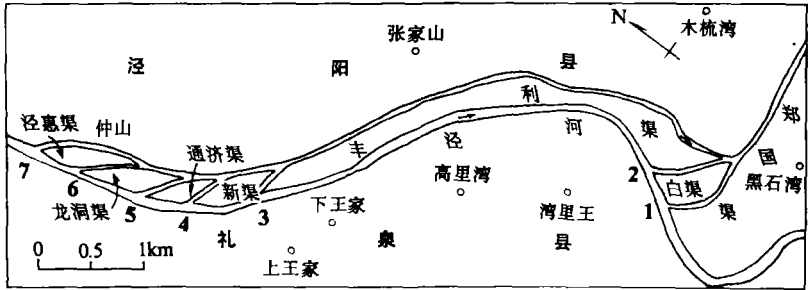 N
木梳湾
张家山
泾 阳 县
郑国渠
泾惠渠
仲山
通济渠
丰利渠
泾河
7
6
龙洞渠
5
4
新渠
3
高里湾
2
白渠
1
黑石湾
下王家
湾里王
礼泉县
上王家
0 0.5 1km